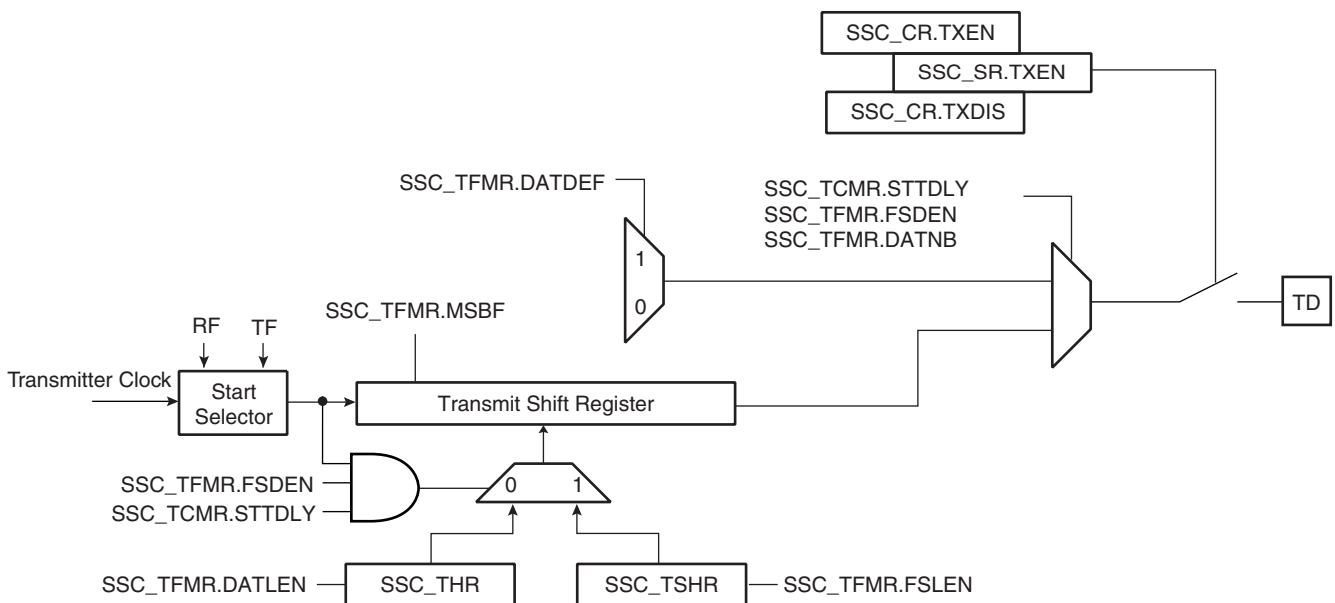 SSC_CR.TXEN
SSC_SR.TXEN
SSC_CR.TXDIS
SSC_TFMR.DATDEF
SSC_TCMR.STTDLY
SSC_TFMR.FSDEN
SSC_TFMR.DATNB
1
0
TD
SSC_TFMR.MSBF
RF TF
Transmitter Clock
Start
Selector
Transmit Shift Register
SSC_TFMR.FSDEN
SSC_TCMR.STTDLY
0 1
SSC_TFMR.DATLEN
SSC_THR
SSC_TSHR
SSC_TFMR.FSLEN